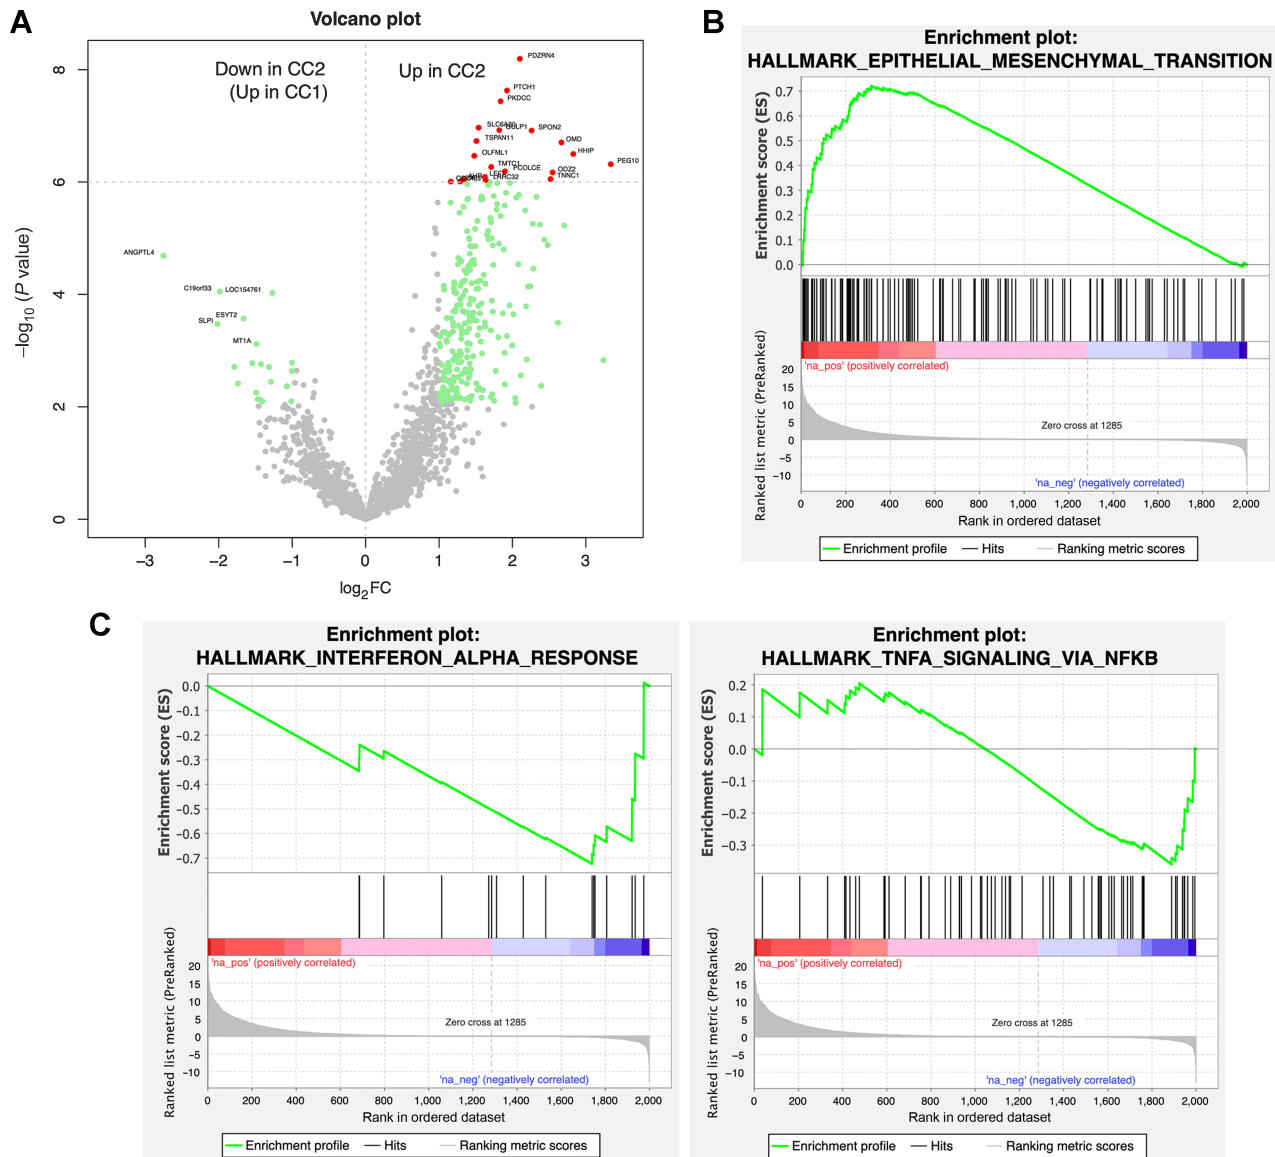 A
Volcano plot
Down in CC2
(Up in CC1)
Up in CC2
PDZRN4
PTCH1
PKDCC
SLC6A20
SPON2
TSPAN11
OMD
HHIP
OLFML1
PEG10
TMTC1
PCOLCE
ODZ2
LRRC32
TNNC1
ANGPTL4
C19orf33
LOC154761
ESYT2
SLPI
MT1A
8
6
4
2
0
−log10 (P value)
−3
−2
−1
0
1
2
3
log2FC
B
Enrichment plot:
HALLMARK_EPITHELIAL_MESENCHYMAL_TRANSITION
Enrichment score (ES)
0.7
0.6
0.5
0.4
0.3
0.2
0.1
0.0
'na_pos' (positively correlated)
Ranked list metric (PreRanked)
20
15
10
5
0
−5
−10
Zero cross at 1285
'na_neg' (negatively correlated)
0 200 400 600 800 1,000 1,200 1,400 1,600 1,800 2,000
Rank in ordered dataset
Enrichment profile
Hits
Ranking metric scores
C
Enrichment plot:
HALLMARK_INTERFERON_ALPHA_RESPONSE
Enrichment score (ES)
0.0
−0.1
−0.2
−0.3
−0.4
−0.5
−0.6
−0.7
'na_pos' (positively correlated)
Ranked list metric (PreRanked)
20
15
10
5
0
−5
−10
Zero cross at 1285
'na_neg' (negatively correlated)
0 200 400 600 800 1,000 1,200 1,400 1,600 1,800 2,000
Rank in ordered dataset
Enrichment profile
Hits
Ranking metric scores
Enrichment plot:
HALLMARK_TNFA_SIGNALING_VIA_NFKB
Enrichment score (ES)
0.2
0.1
0.0
−0.1
−0.2
−0.3
'na_pos' (positively correlated)
Ranked list metric (PreRanked)
20
15
10
5
0
−5
−10
Zero cross at 1285
'na_neg' (negatively correlated)
0 200 400 600 800 1,000 1,200 1,400 1,600 1,800 2,000
Rank in ordered dataset
Enrichment profile
Hits
Ranking metric scores